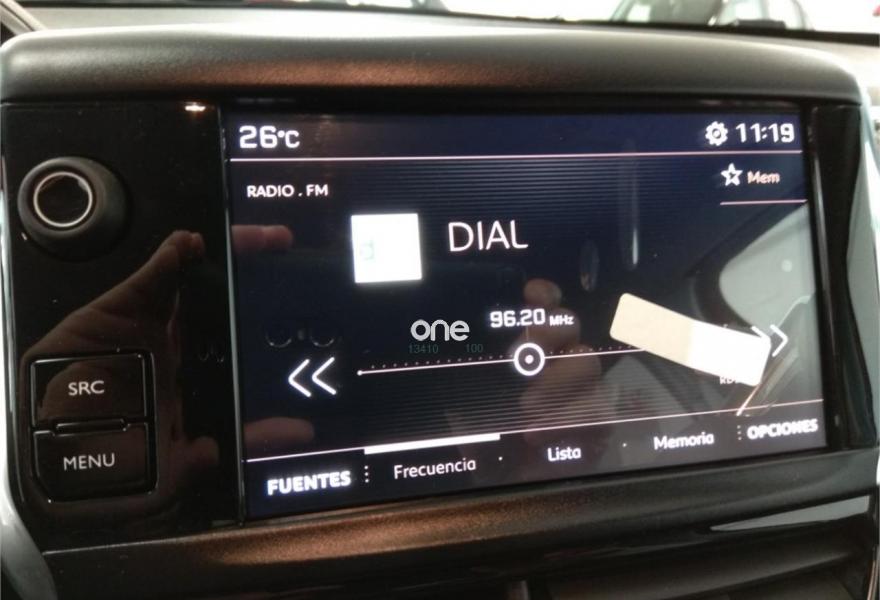 26°C
11:19
RADIO . FM
Mem
DIAL
96.20 MHz
one
13410 100
SRC
MENU
FUENTES
Frecuencia
Lista
Memoria
OPCIONES